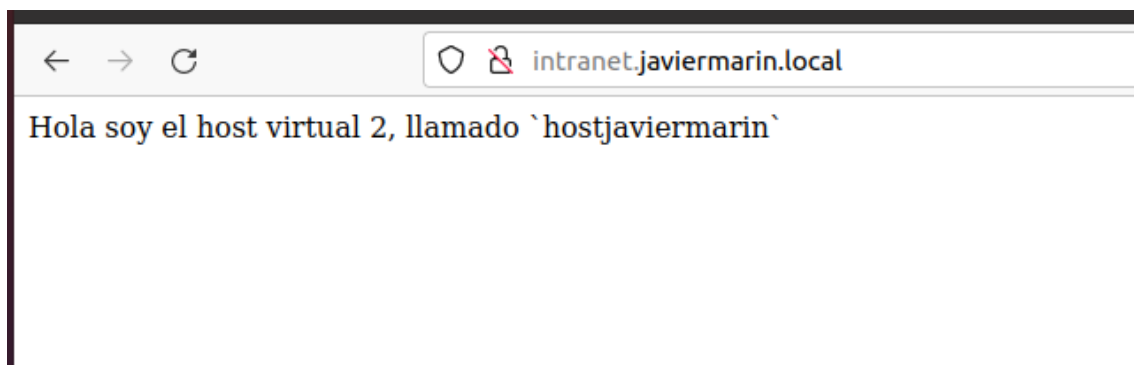 intranet.javiermarin.local
Hola soy el host virtual 2, llamado `hostjaviermarin`